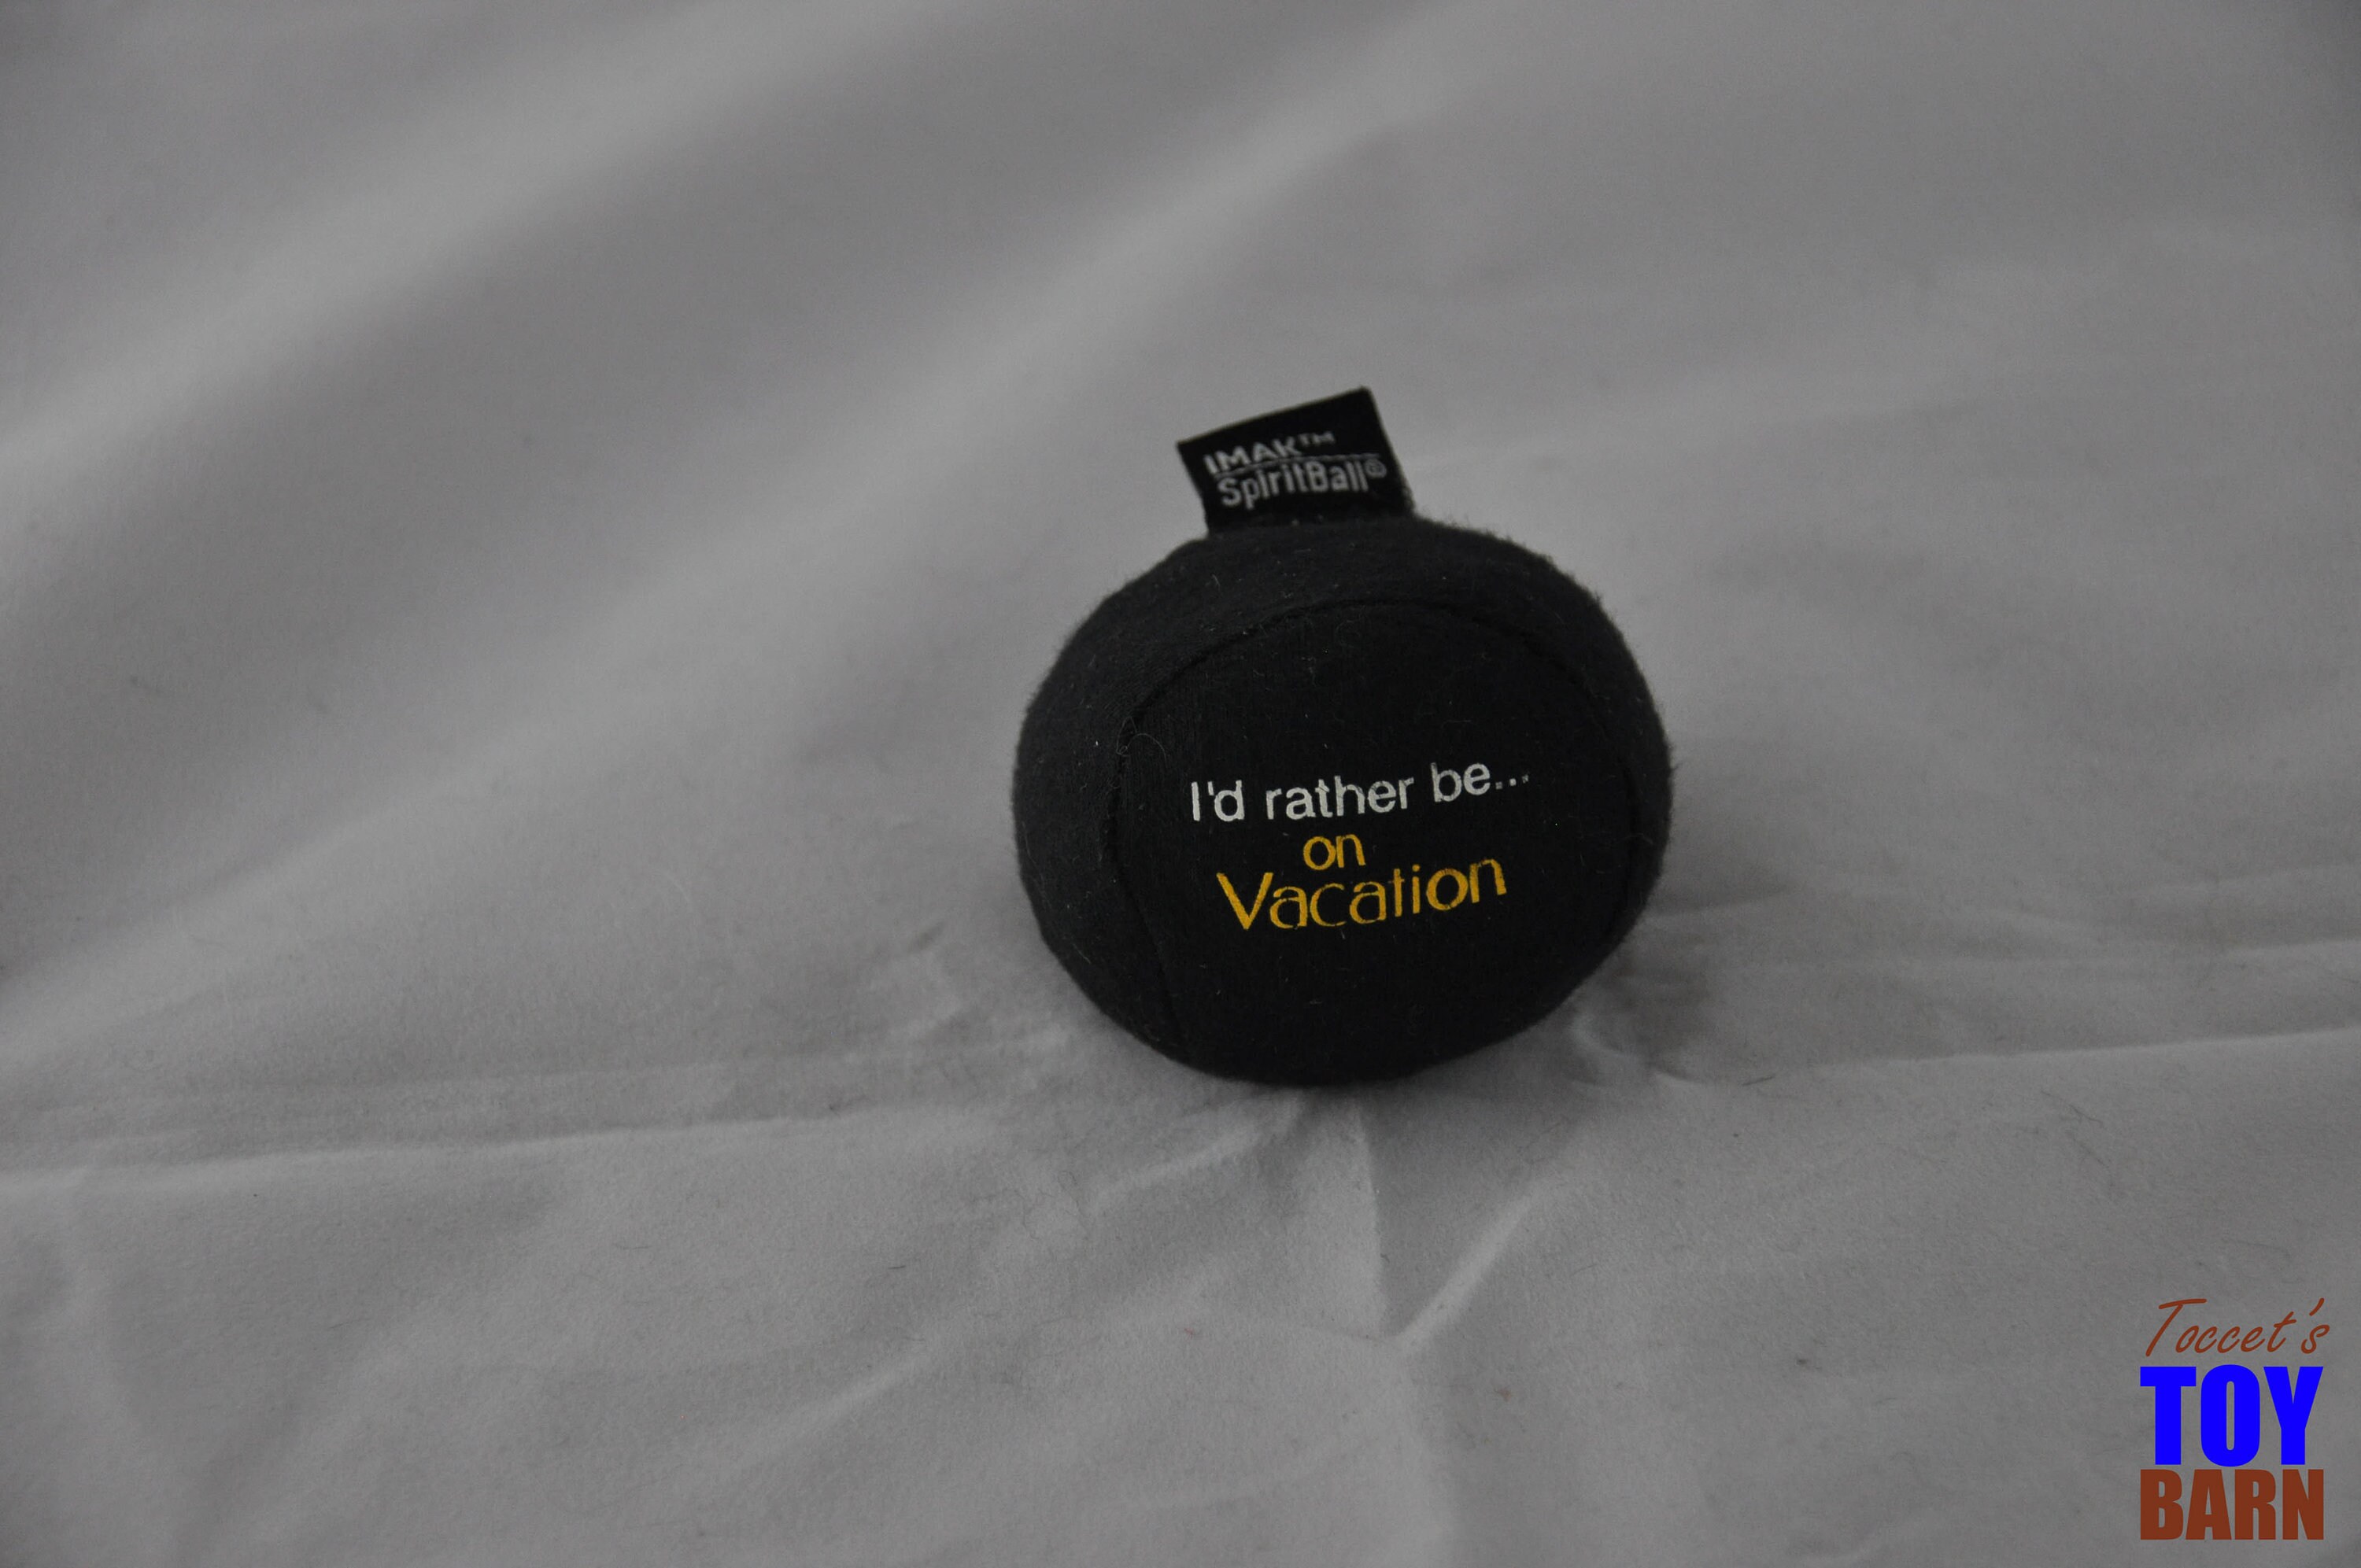 IMAK™
SpiritBall®
I'd rather be...
on
Vacation
Toccet's
TOY
BARN